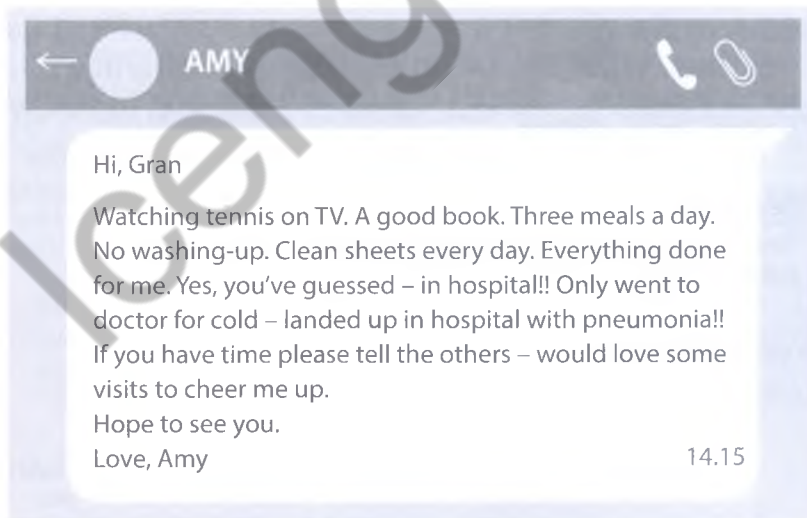 AMY
Hi, Gran
Watching tennis on TV. A good book. Three meals a day.
No washing-up. Clean sheets every day. Everything done
for me. Yes, you've guessed – in hospital!! Only went to
doctor for cold – landed up in hospital with pneumonia!!
If you have time please tell the others – would love some
visits to cheer me up.
Hope to see you.
Love, Amy 14.15